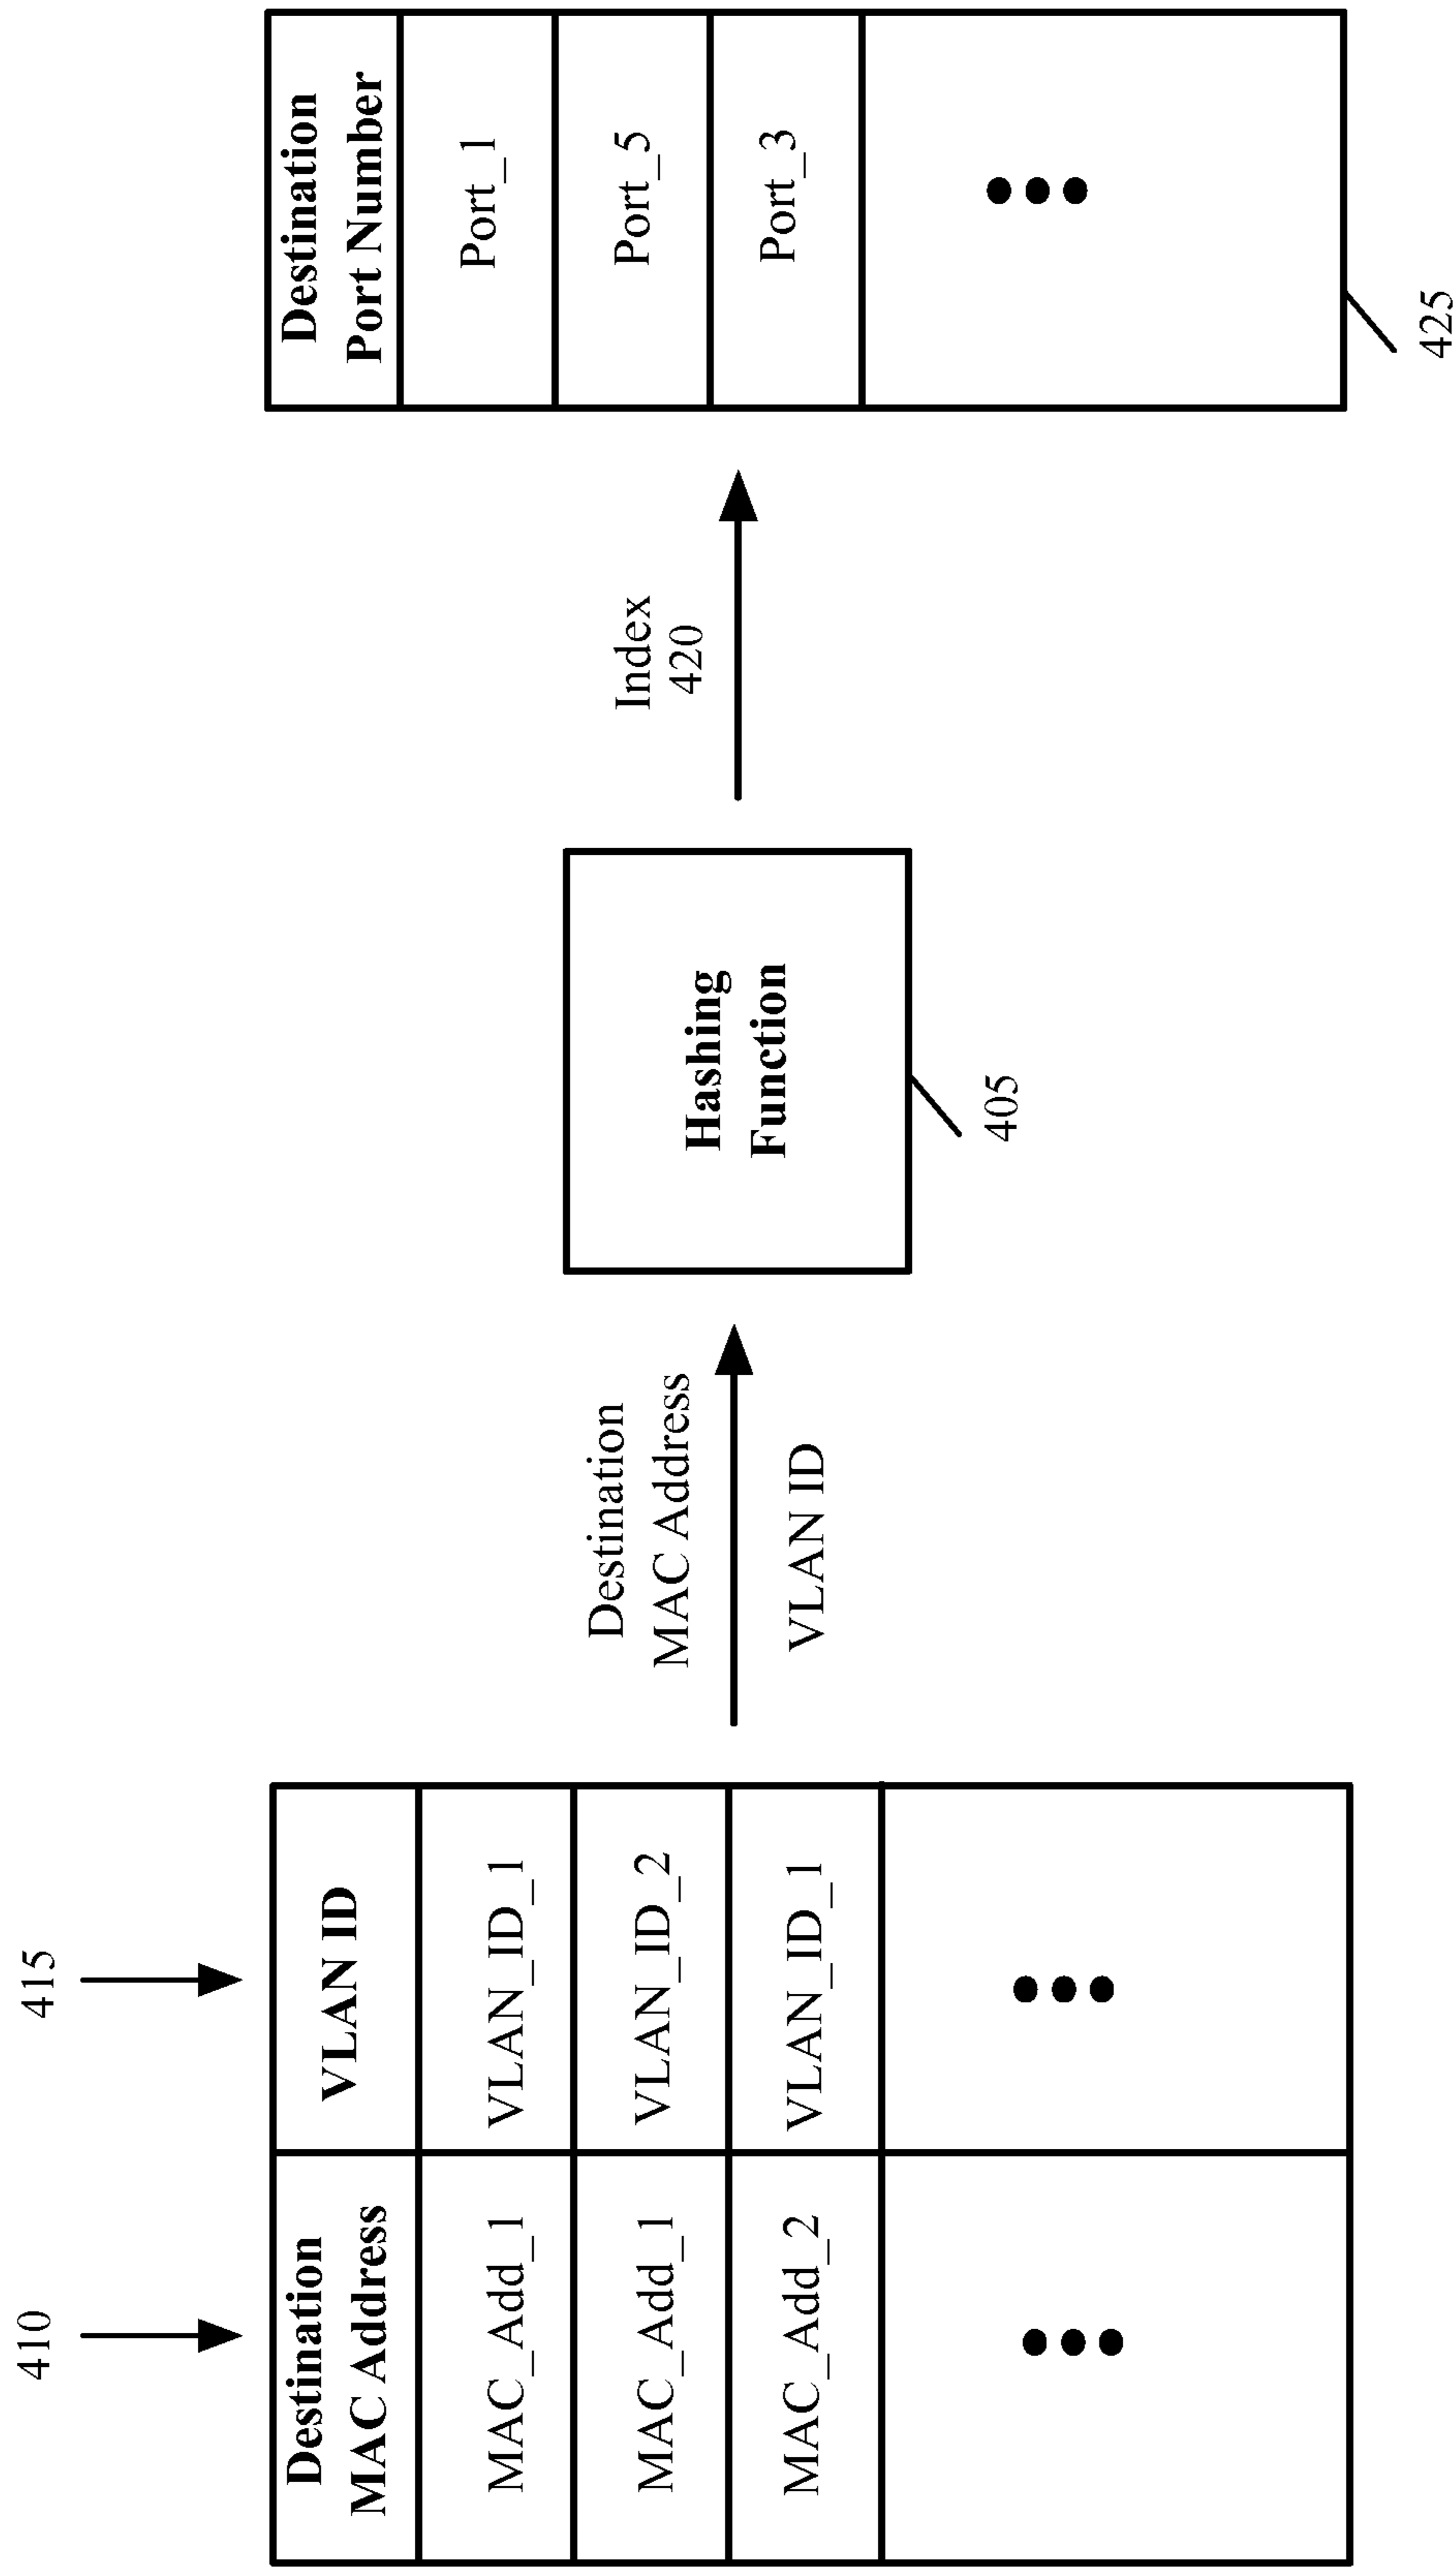 410
415
Destination
MAC Address
VLAN ID
MAC_Add_1
VLAN_ID_1
MAC_Add_1
VLAN_ID_2
MAC_Add_2
VLAN_ID_1
Destination
MAC Address
VLAN ID
Hashing
Function
405
Index
420
Destination
Port Number
Port_1
Port_5
Port_3
425